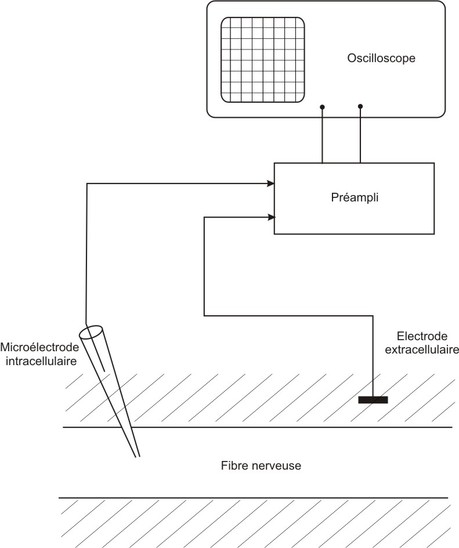 Oscilloscope
Préampli
Microélectrode
intracellulaire
Electrode
extracellulaire
Fibre nerveuse